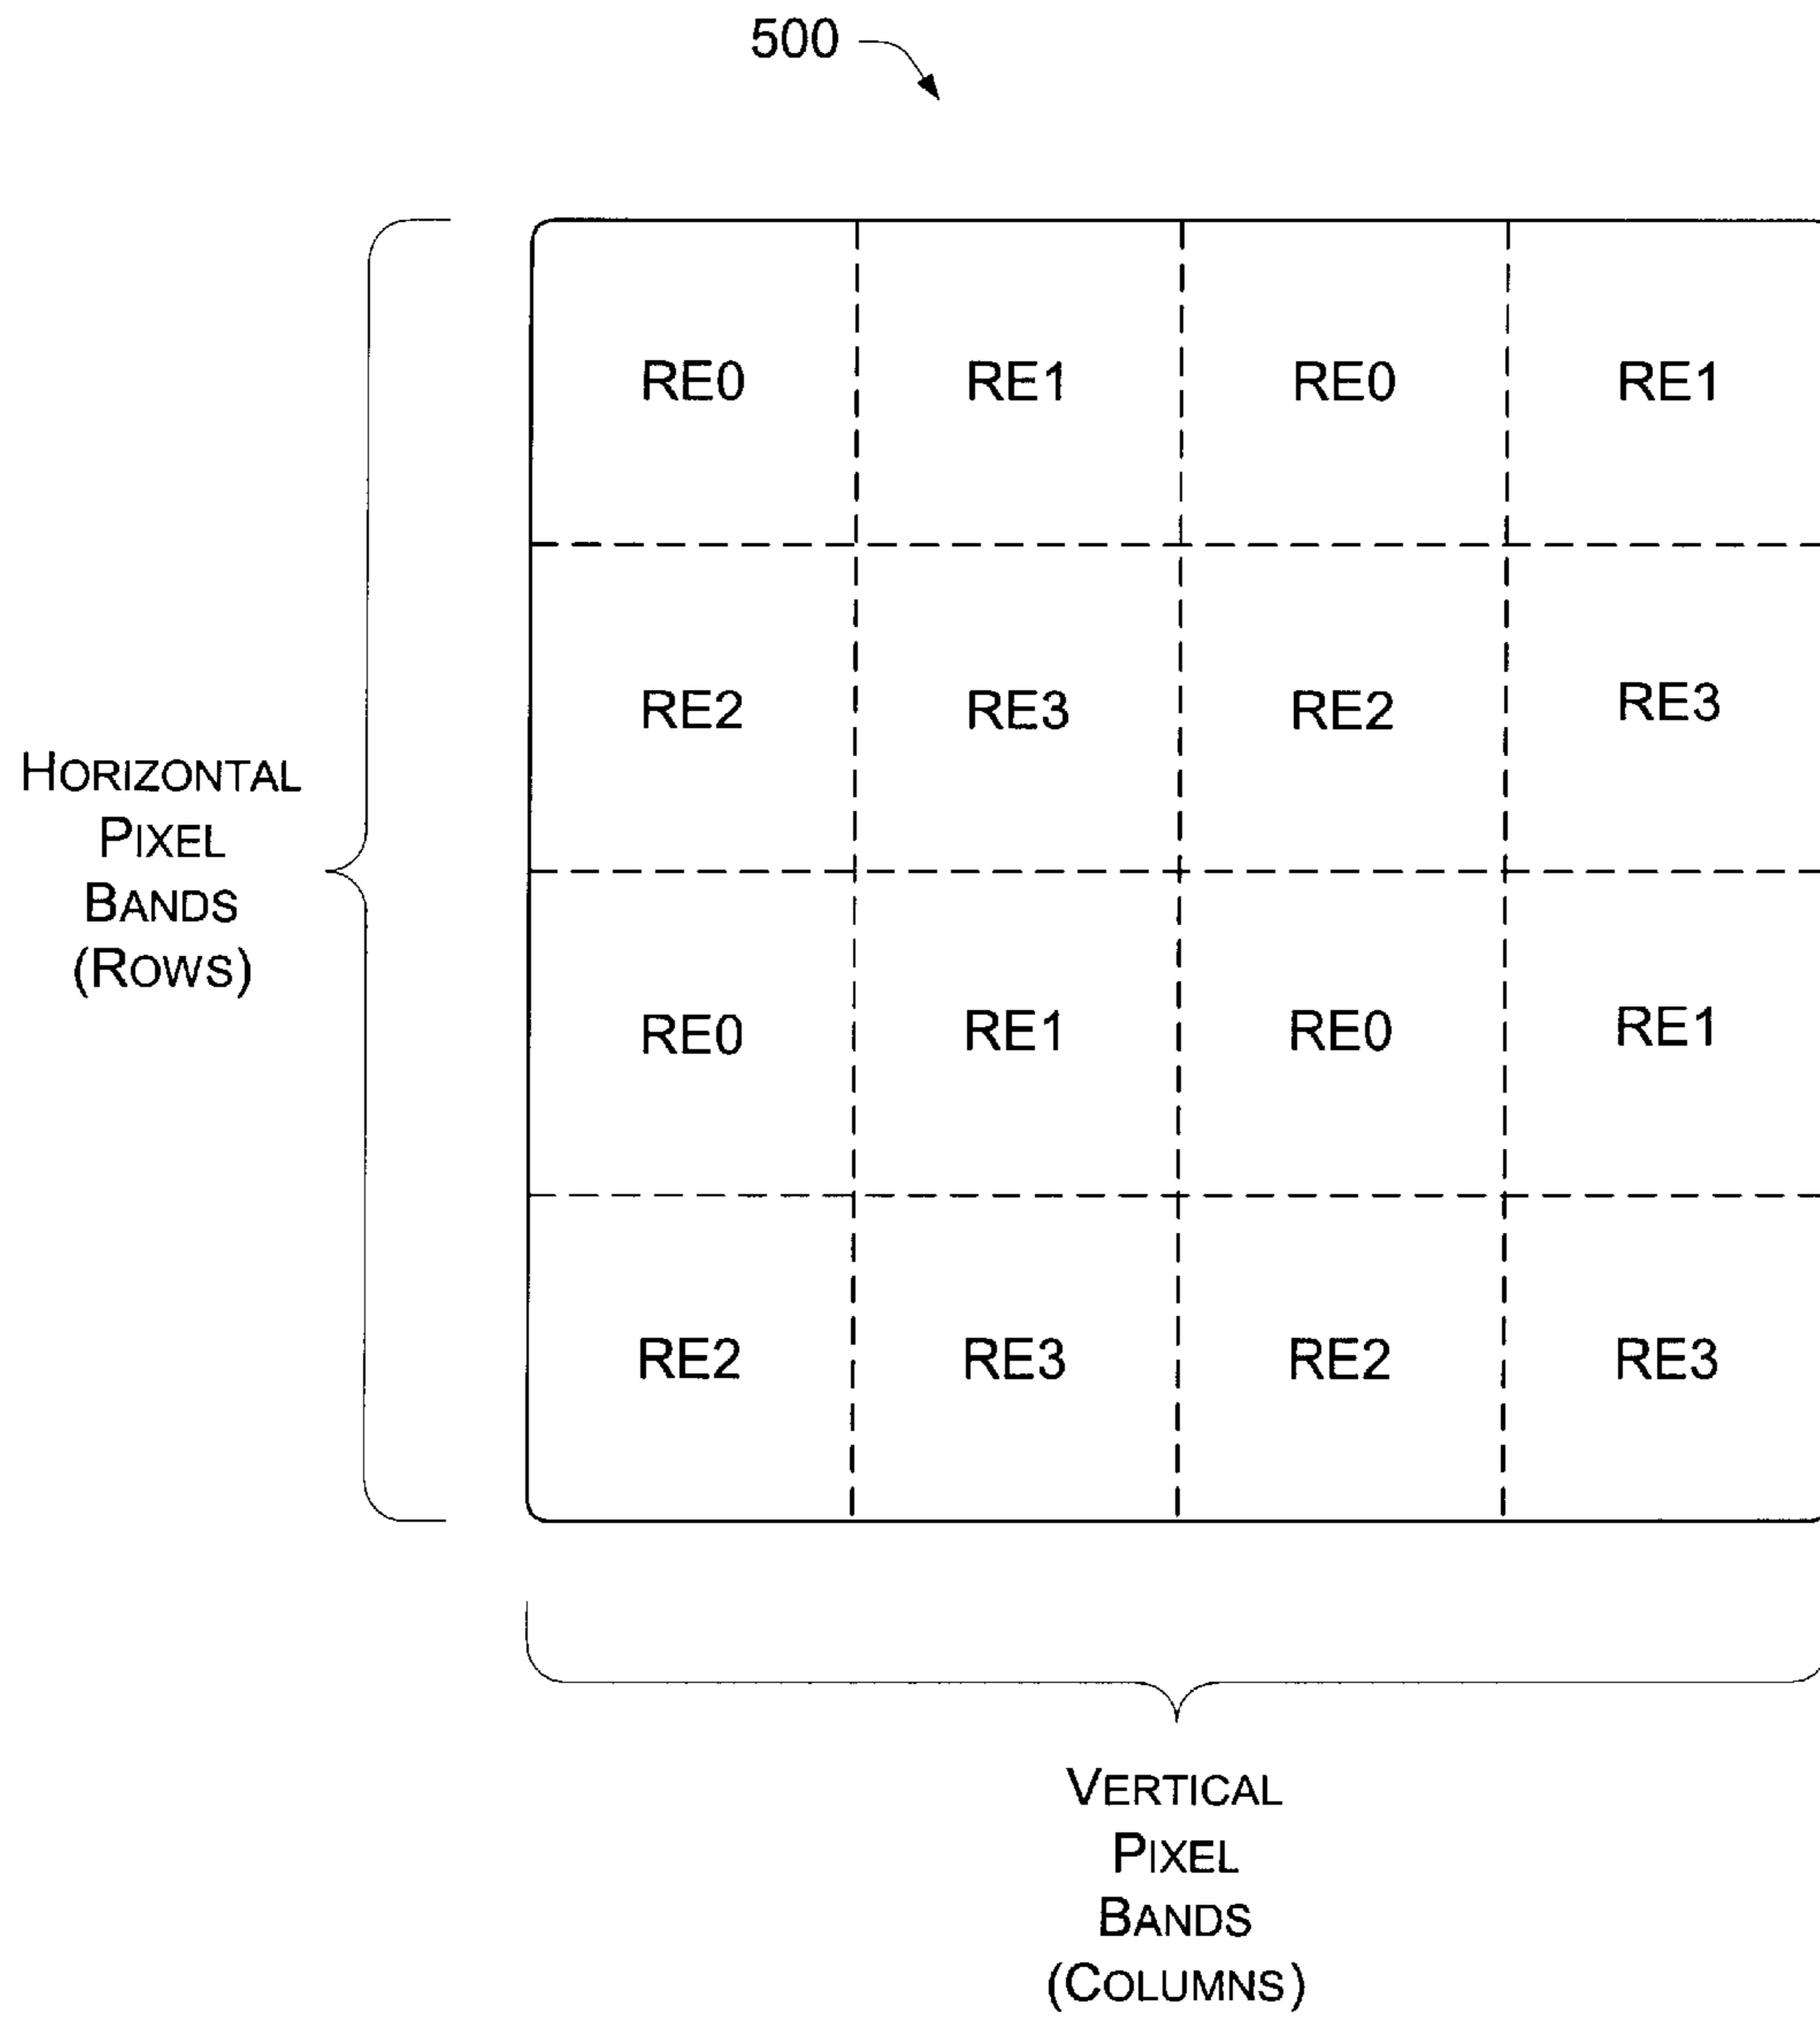 500
RE0 RE1 RE0 RE1
RE2 RE3 RE2 RE3
HORIZONTAL
PIXEL
BANDS
(ROWS)
RE0 RE1 RE0 RE1
RE2 RE3 RE2 RE3
VERTICAL
PIXEL
BANDS
(COLUMNS)